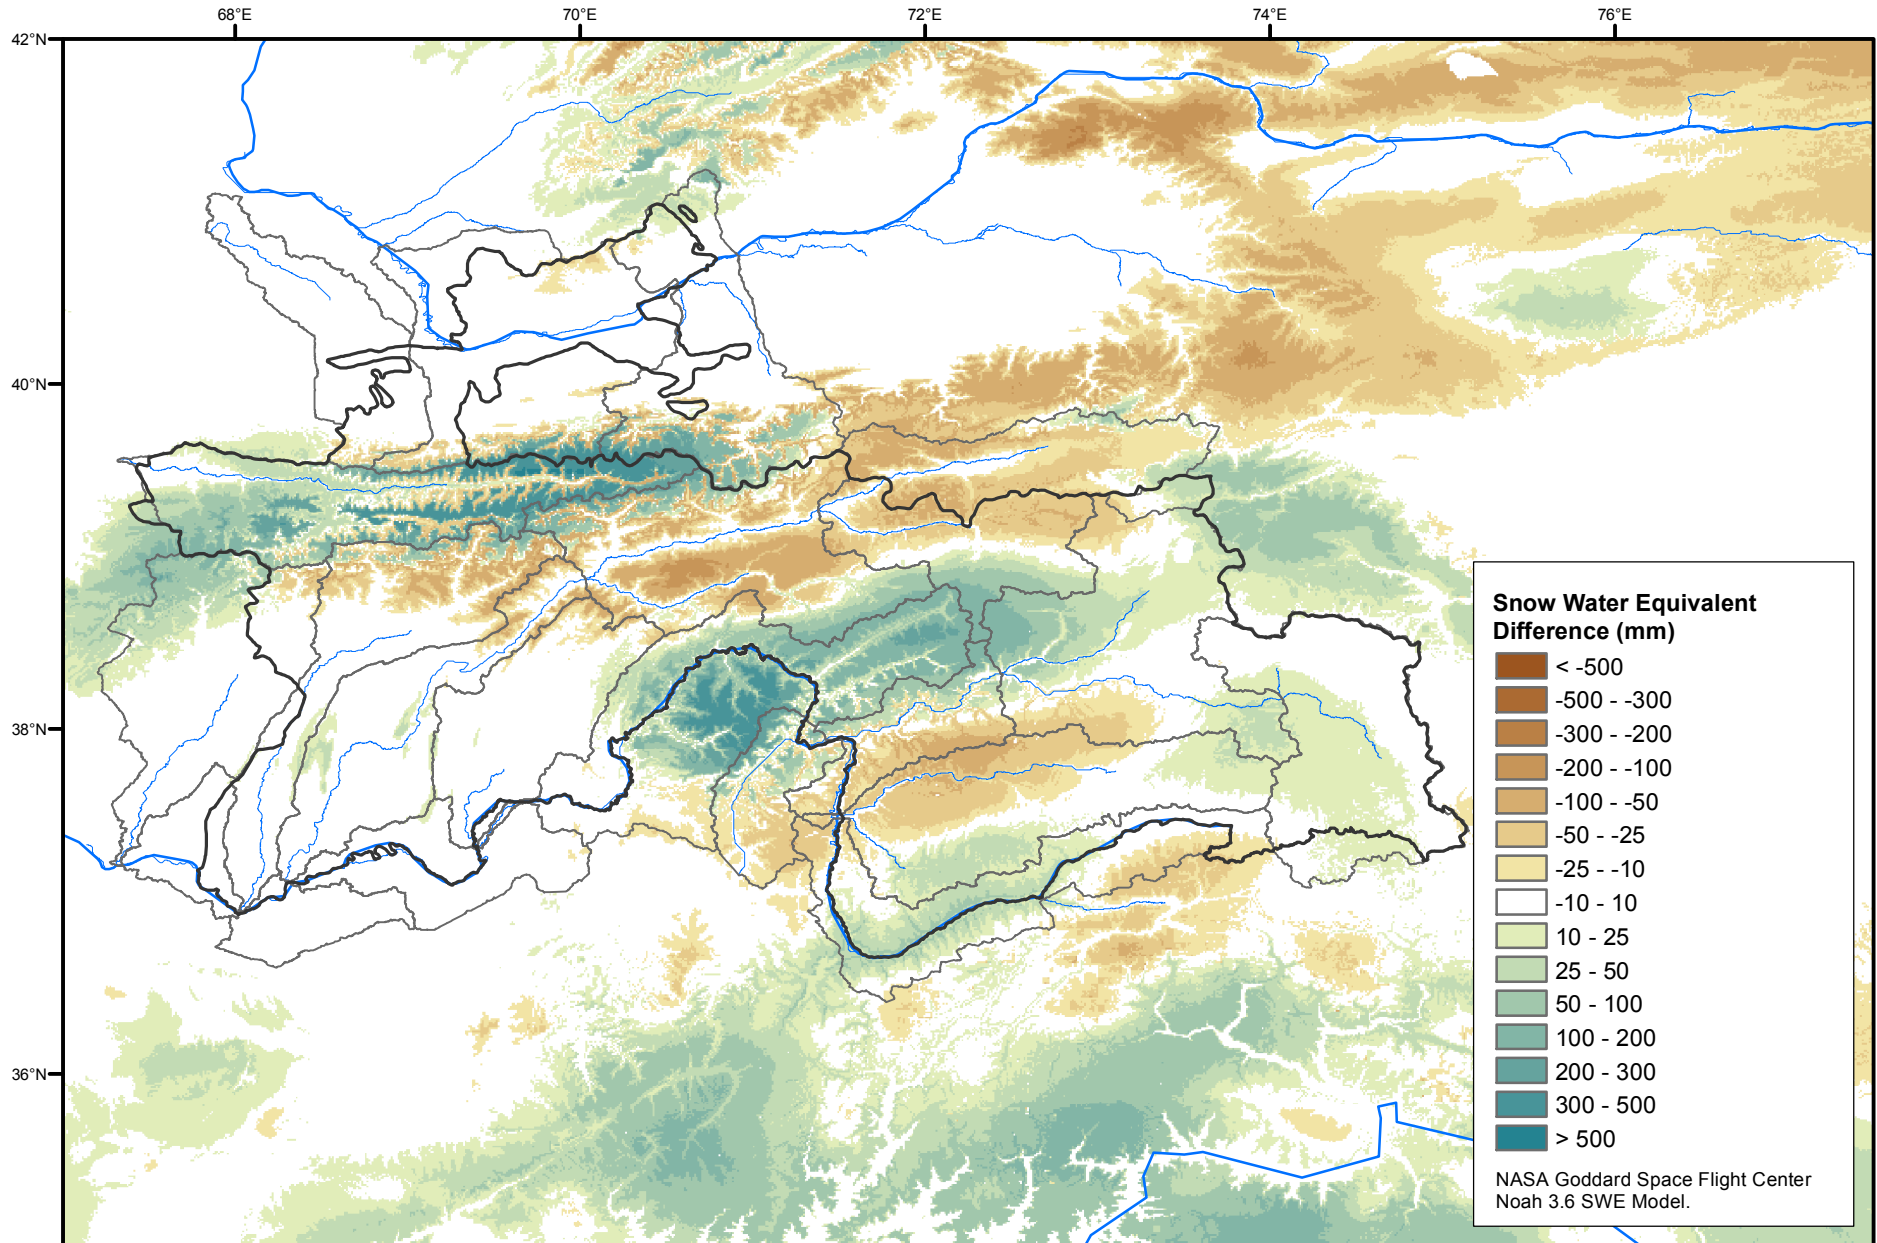 68°E 70°E 72°E 74°E 76°E
42°N
40°N
38°N
36°N
Snow Water Equivalent
Difference (mm)
< -500
-500 - -300
-300 - -200
-200 - -100
-100 - -50
-50 - -25
-25 - -10
-10 - 10
10 - 25
25 - 50
50 - 100
100 - 200
200 - 300
300 - 500
> 500
NASA Goddard Space Flight Center
Noah 3.6 SWE Model.